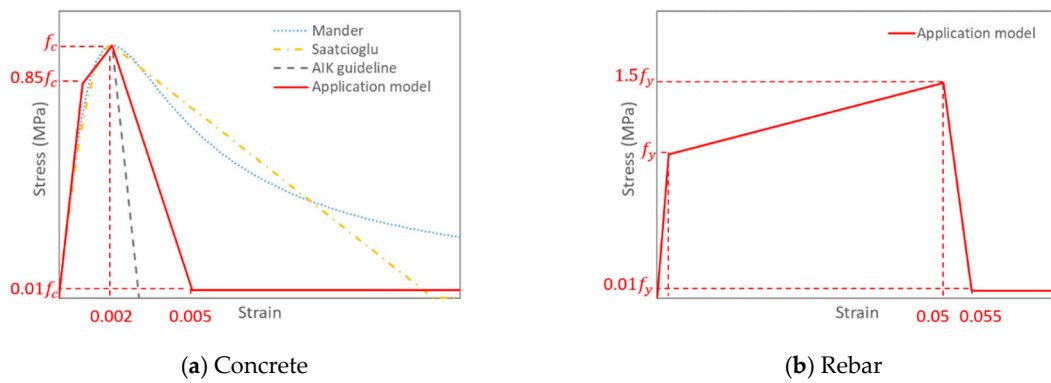 Mander
Saatcioglu
AIK guideline
Application model
f_c
0.85f_c
0.01f_c
Stress (MPa)
0.002
0.005
Strain
(a) Concrete
Application model
1.5f_y
f_y
0.01f_y
Stress (MPa)
Strain
0.05
0.055
(b) Rebar